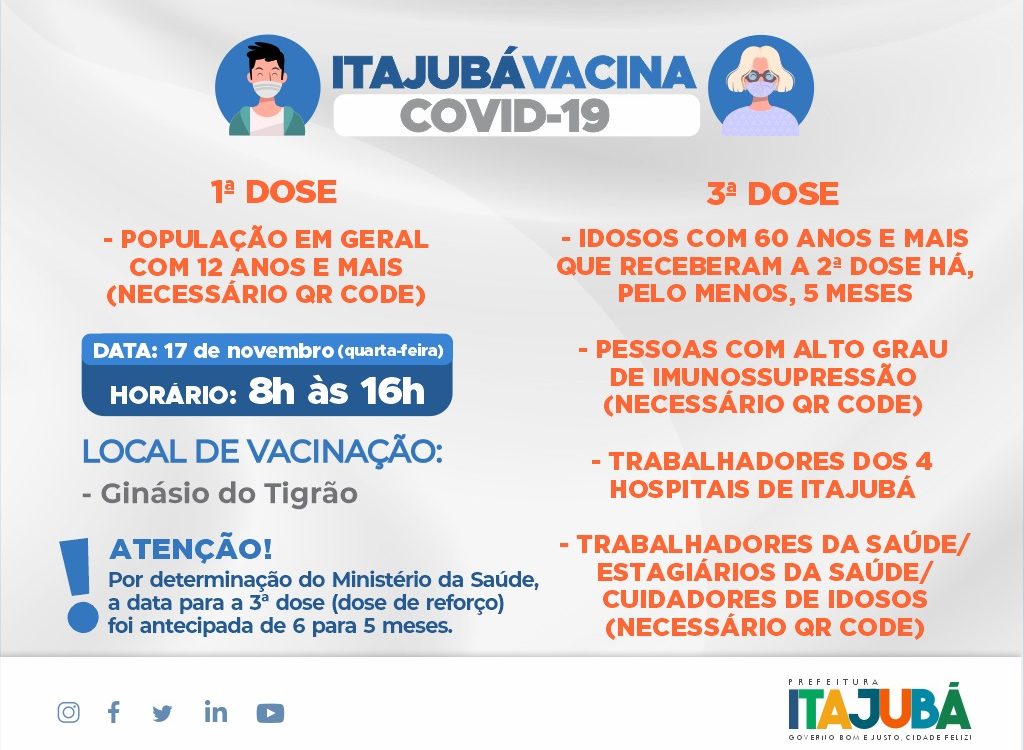 ITAJUBÁVACINA
COVID-19
1ª DOSE
- POPULAÇÃO EM GERAL
COM 12 ANOS E MAIS
(NECESSÁRIO QR CODE)
DATA: 17 de novembro (quarta-feira)
HORÁRIO: 8h às 16h
LOCAL DE VACINAÇÃO:
- Ginásio do Tigrão
ATENÇÃO!
Por determinação do Ministério da Saúde,
a data para a 3ª dose (dose de reforço)
foi antecipada de 6 para 5 meses.
3ª DOSE
- IDOSOS COM 60 ANOS E MAIS
QUE RECEBERAM A 2ª DOSE HÁ,
PELO MENOS, 5 MESES
- PESSOAS COM ALTO GRAU
DE IMUNOSSUPRESSÃO
(NECESSÁRIO QR CODE)
- TRABALHADORES DOS 4
HOSPITAIS DE ITAJUBÁ
- TRABALHADORES DA SAÚDE/
ESTAGIÁRIOS DA SAÚDE/
CUIDADORES DE IDOSOS
(NECESSÁRIO QR CODE)
PREFEITURA
ITAJUBÁ
GOVERNO BOM E JUSTO, CIDADE FELIZ!